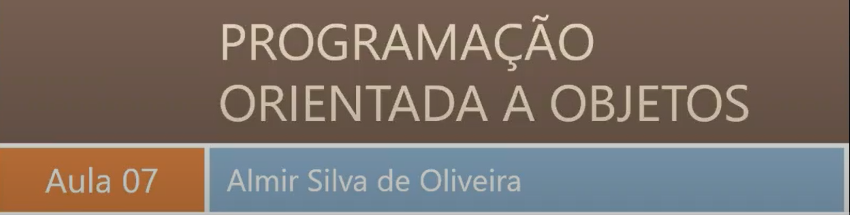 PROGRAMAÇÃO
ORIENTADA A OBJETOS
Aula 07
Almir Silva de Oliveira